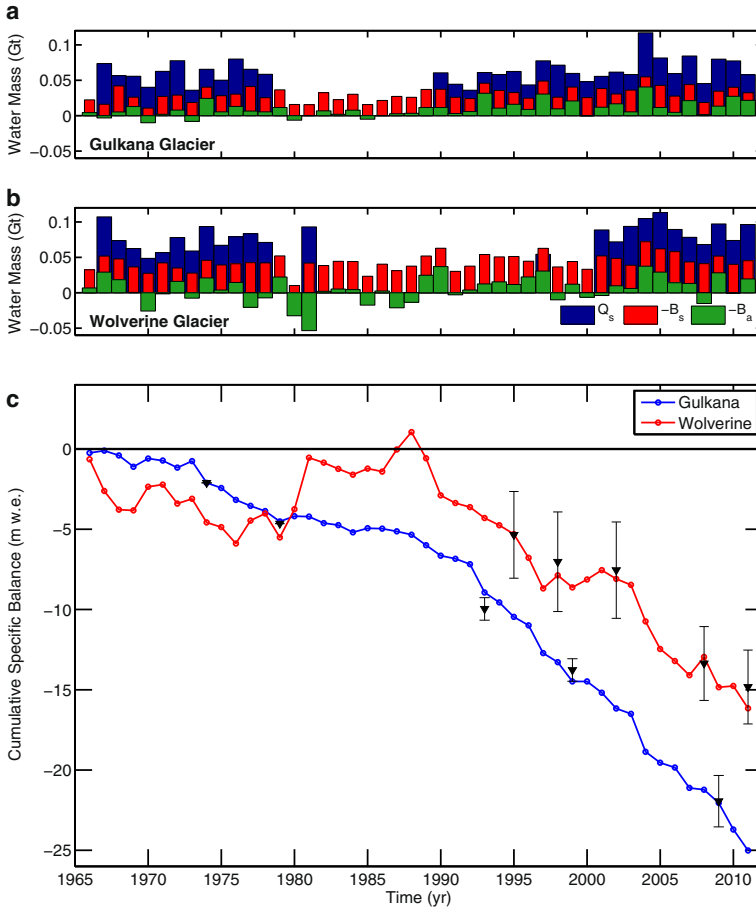 a
0.1
0.05
0
−0.05
Water Mass (Gt)
Gulkana Glacier
b
0.1
0.05
0
−0.05
Water Mass (Gt)
Wolverine Glacier
Qs −Bs −Ba
c
Gulkana
Wolverine
0
−5
−10
−15
−20
−25
Cumulative Specific Balance (m w.e.)
1965 1970 1975 1980 1985 1990 1995 2000 2005 2010
Time (yr)